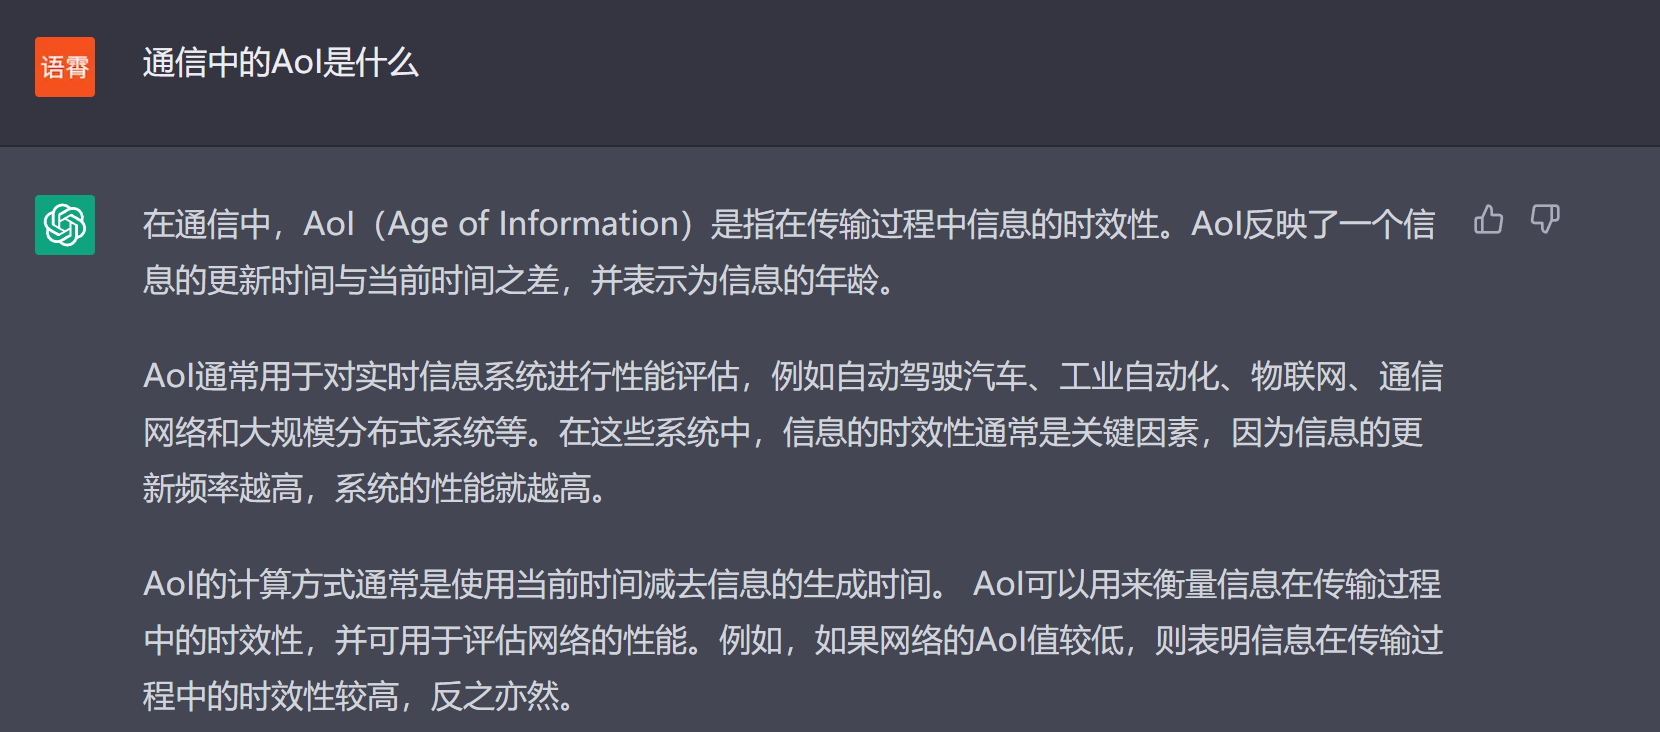 语霄
通信中的AoI是什么
在通信中，AoI（Age of Information）是指在传输过程中信息的时效性。AoI反映了一个信
息的更新时间与当前时间之差，并表示为信息的年龄。
AoI通常用于对实时信息系统进行性能评估，例如自动驾驶汽车、工业自动化、物联网、通信
网络和大规模分布式系统等。在这些系统中，信息的时效性通常是关键因素，因为信息的更
新频率越高，系统的性能就越高。
AoI的计算方式通常是使用当前时间减去信息的生成时间。 AoI可以用来衡量信息在传输过程
中的时效性，并可用于评估网络的性能。例如，如果网络的AoI值较低，则表明信息在传输过
程中的时效性较高，反之亦然。